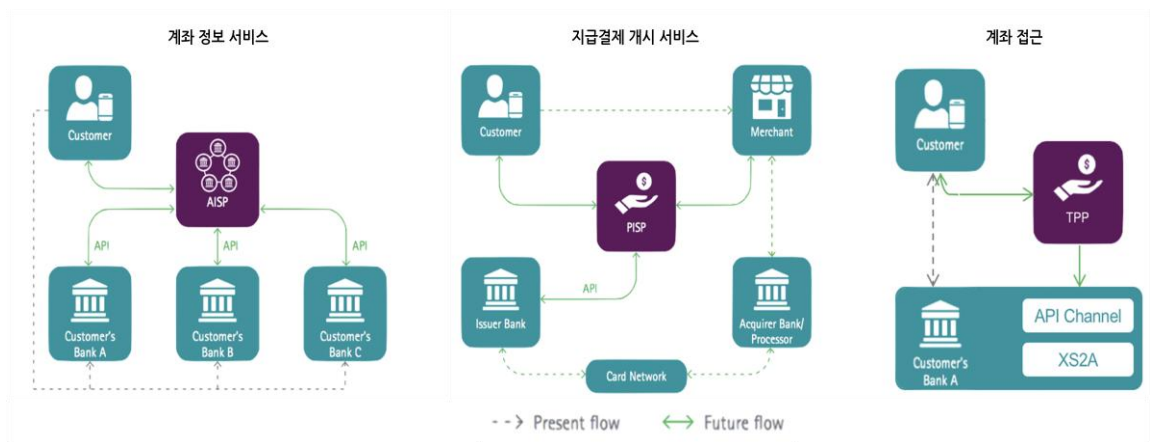 계좌 정보 서비스
Customer
AISP
API
API
API
Customer's
Bank A
Customer's
Bank B
Customer's
Bank C
지급결제 개시 서비스
Customer
Merchant
PISP
API
Issuer Bank
Acquirer Bank/
Processor
Card Network
계좌 접근
Customer
TPP
API Channel
Customer's
Bank A
XS2A
Present flow
Future flow